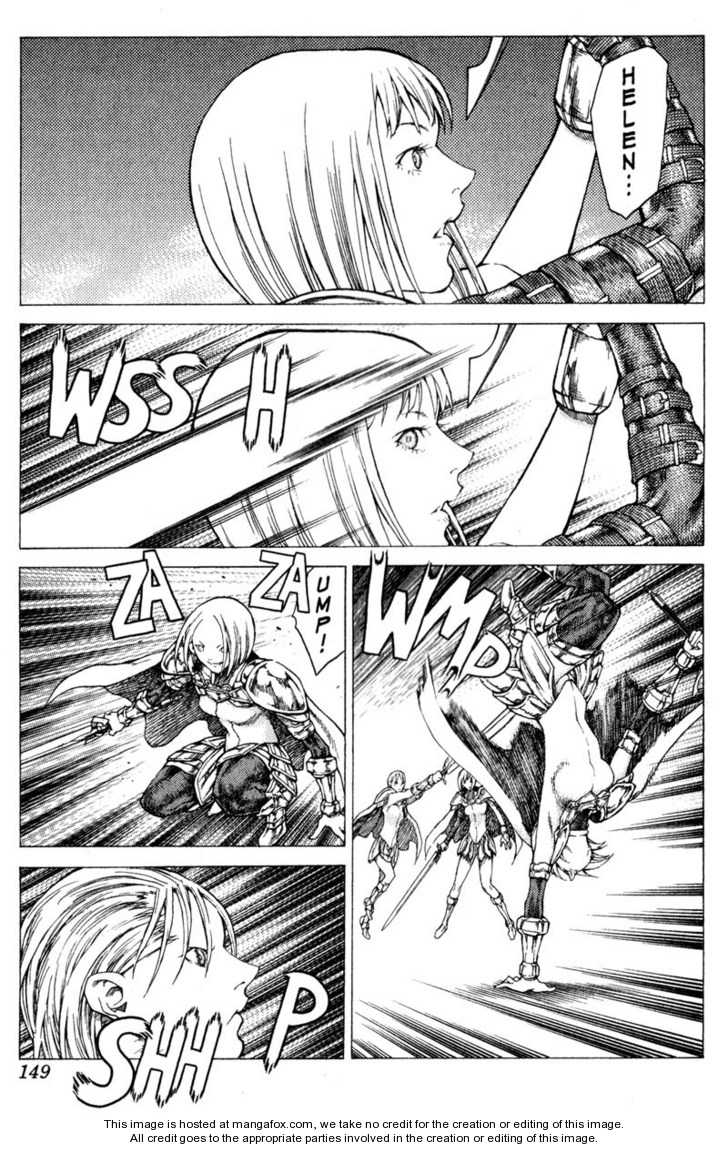 HELEN...
WSSH
ZA
ZA
UMP!
WMP
SHHP
149
This image is hosted at mangafox.com, we take no credit for the creation or editing of this image.
All credit goes to the appropriate parties involved in the creation or editing of this image.